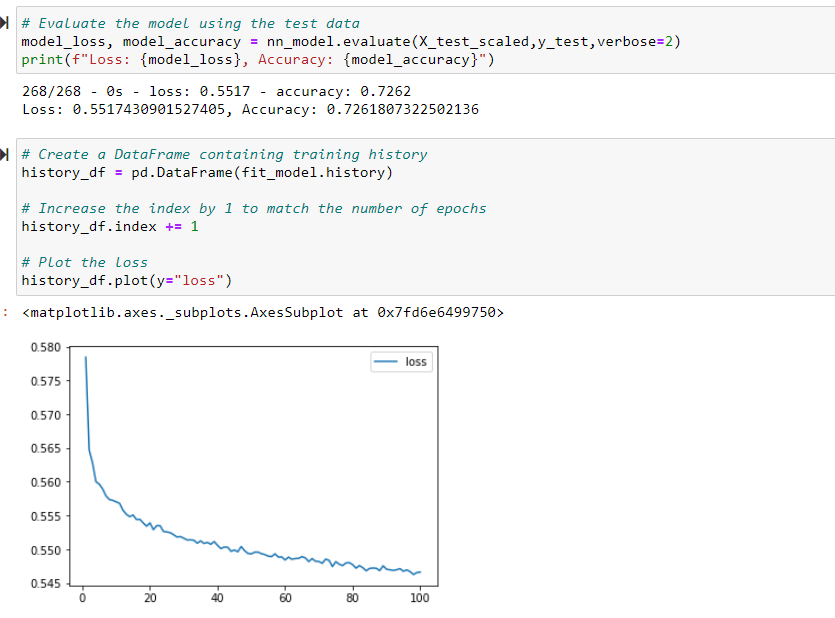 # Evaluate the model using the test data
model_loss, model_accuracy = nn_model.evaluate(X_test_scaled,y_test,verbose=2)
print(f"Loss: {model_loss}, Accuracy: {model_accuracy}")
268/268 - 0s - loss: 0.5517 - accuracy: 0.7262
Loss: 0.5517430901527405, Accuracy: 0.7261807322502136
# Create a DataFrame containing training history
history_df = pd.DataFrame(fit_model.history)
# Increase the index by 1 to match the number of epochs
history_df.index += 1
# Plot the loss
history_df.plot(y="loss")
: <matplotlib.axes._subplots.AxesSubplot at 0x7fd6e6499750>
0.580
loss
0.575
0.570
0.565
0.560
0.555
0.550
0.545
0 20 40 60 80 100